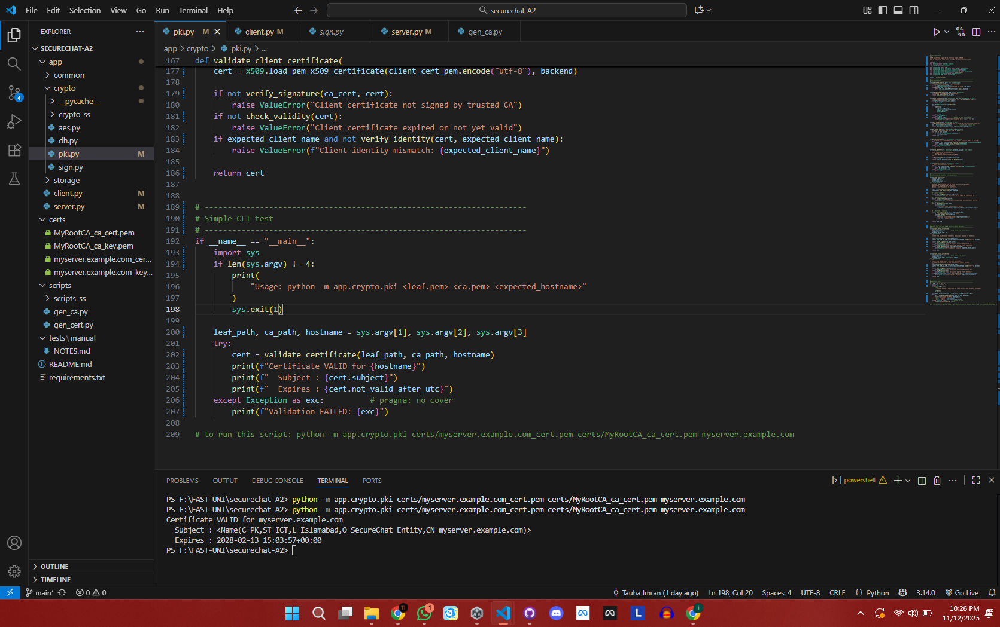 File Edit Selection View Go Run Terminal Help
securechat-A2
EXPLORER
SECURECHAT-A2
app
common
crypto
__pycache__
crypto_ss
aes.py
dh.py
pki.py M
sign.py
storage
client.py M
server.py M
certs
MyRootCA_ca_cert.pem
MyRootCA_ca_key.pem
myserver.example.com_cer...
myserver.example.com_key...
scripts
scripts_ss
gen_ca.py
gen_cert.py
tests\manual
NOTES.md
README.md
requirements.txt
OUTLINE
TIMELINE
4
pki.py M client.py M sign.py server.py M gen_ca.py
app > crypto > pki.py > ...
167 def validate_client_certificate(
177 cert = x509.load_pem_x509_certificate(client_cert_pem.encode("utf-8"), backend)
178
179 if not verify_signature(ca_cert, cert):
180 raise ValueError("Client certificate not signed by trusted CA")
181 if not check_validity(cert):
182 raise ValueError("Client certificate expired or not yet valid")
183 if expected_client_name and not verify_identity(cert, expected_client_name):
184 raise ValueError(f"Client identity mismatch: {expected_client_name}")
185
186 return cert
187
188
189 # ----------------------------------------------------------------------
190 # Simple CLI test
191 # ----------------------------------------------------------------------
192 if __name__ == "__main__":
193 import sys
194 if len(sys.argv) != 4:
195 print(
196 "Usage: python -m app.crypto.pki <leaf.pem> <ca.pem> <expected_hostname>"
197 )
198 sys.exit(1)
199
200 leaf_path, ca_path, hostname = sys.argv[1], sys.argv[2], sys.argv[3]
201 try:
202 cert = validate_certificate(leaf_path, ca_path, hostname)
203 print(f"Certificate VALID for {hostname}")
204 print(f"  Subject : {cert.subject}")
205 print(f"  Expires : {cert.not_valid_after_utc}")
206 except Exception as exc: # pragma: no cover
207 print(f"Validation FAILED: {exc}")
208
209 # to run this script: python -m app.crypto.pki certs/myserver.example.com_cert.pem certs/MyRootCA_ca_cert.pem myserver.example.com
PROBLEMS OUTPUT DEBUG CONSOLE TERMINAL PORTS
powershell
PS F:\FAST-UNI\securechat-A2> python -m app.crypto.pki certs/myserver.example.com_cert.pem certs/MyRootCA_ca_cert.pem myserver.example.com
PS F:\FAST-UNI\securechat-A2> python -m app.crypto.pki certs/myserver.example.com_cert.pem certs/MyRootCA_ca_cert.pem myserver.example.com
Certificate VALID for myserver.example.com
Subject : <Name(C=PK,ST=ICT,L=Islamabad,O=SecureChat Entity,CN=myserver.example.com)>
Expires : 2028-02-13 15:03:57+00:00
PS F:\FAST-UNI\securechat-A2>
main* 0 0 Tauha Imran (1 day ago) Ln 198, Col 20 Spaces: 4 UTF-8 CRLF { } Python 3.14.0 Go Live
TI 1 L i
10:26 PM
11/12/2025